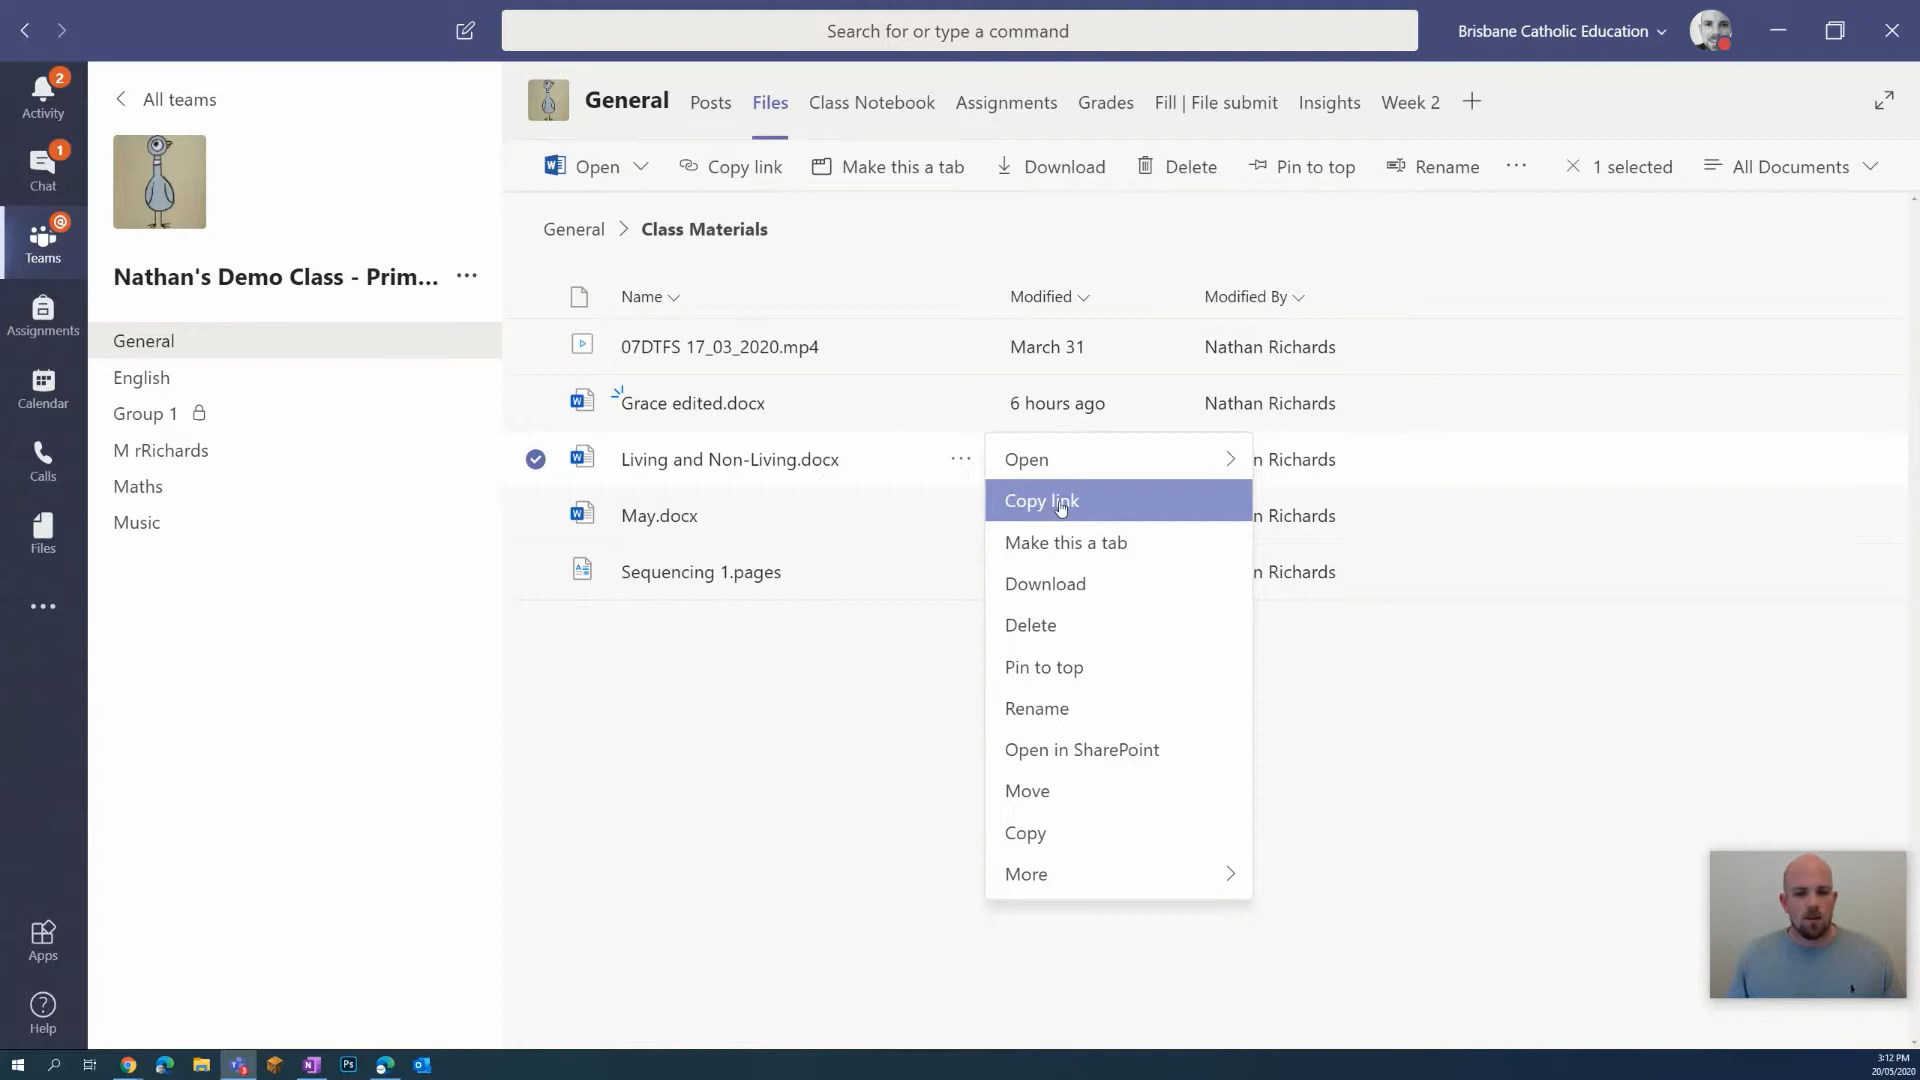 Search for or type a command
Brisbane Catholic Education
2
Activity
1
Chat
@
Teams
Assignments
Calendar
Calls
Files
Apps
Help
All teams
Nathan's Demo Class - Prim...
General
English
Group 1
M rRichards
Maths
Music
General Posts Files Class Notebook Assignments Grades Fill | File submit Insights Week 2
Open Copy link Make this a tab Download Delete Pin to top Rename 1 selected All Documents
General > Class Materials
Name Modified Modified By
07DTFS 17_03_2020.mp4 March 31 Nathan Richards
Grace edited.docx 6 hours ago Nathan Richards
Living and Non-Living.docx n Richards
May.docx n Richards
Sequencing 1.pages n Richards
Open
Copy link
Make this a tab
Download
Delete
Pin to top
Rename
Open in SharePoint
Move
Copy
More
3:12 PM
20/05/2020